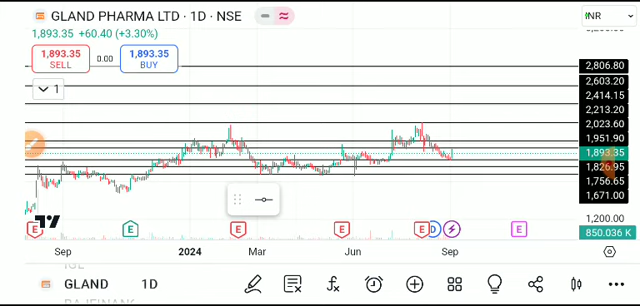 GLAND PHARMA LTD · 1D · NSE
INR
1,893.35 +60.40 (+3.30%)
1,893.35
SELL
0.00
1,893.35
BUY
1
2,806.80
2,603.20
2,414.15
2,213.20
2,023.60
1,951.90
1,893.35
1,826.95
1,756.65
1,671.00
1,200.00
850.036 K
E
E
E
E
E
D
E
Sep
2024
Mar
Jun
Sep
GLAND 1D